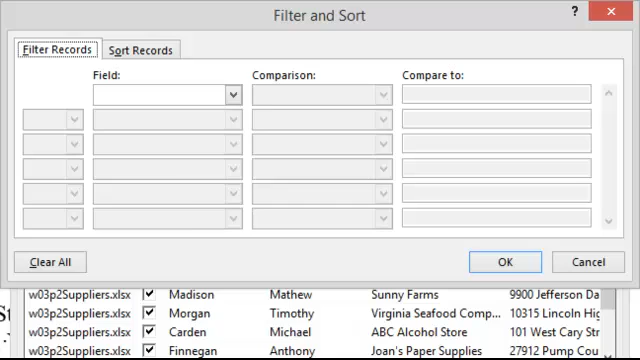 Filter and Sort
?
Filter Records Sort Records
Field: Comparison: Compare to:
Clear All OK Cancel
w03p2Suppliers.xlsx Madison Mathew Sunny Farms 9900 Jefferson Da
w03p2Suppliers.xlsx Morgan Timothy Virginia Seafood Comp... 10315 Lincoln Hig
w03p2Suppliers.xlsx Carden Michael ABC Alcohol Store 101 West Cary Str
w03p2Suppliers.xlsx Finnegan Anthony Joan's Paper Supplies 27912 Pump Cou